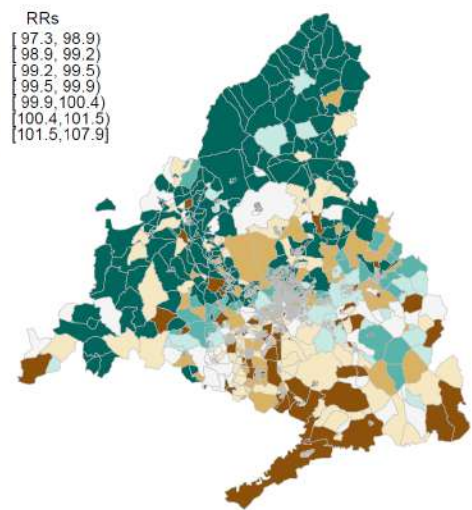 RRs
[ 97.3, 98.9)
[ 98.9, 99.2)
[ 99.2, 99.5)
[ 99.5, 99.9)
[ 99.9,100.4)
[100.4,101.5)
[101.5,107.9]